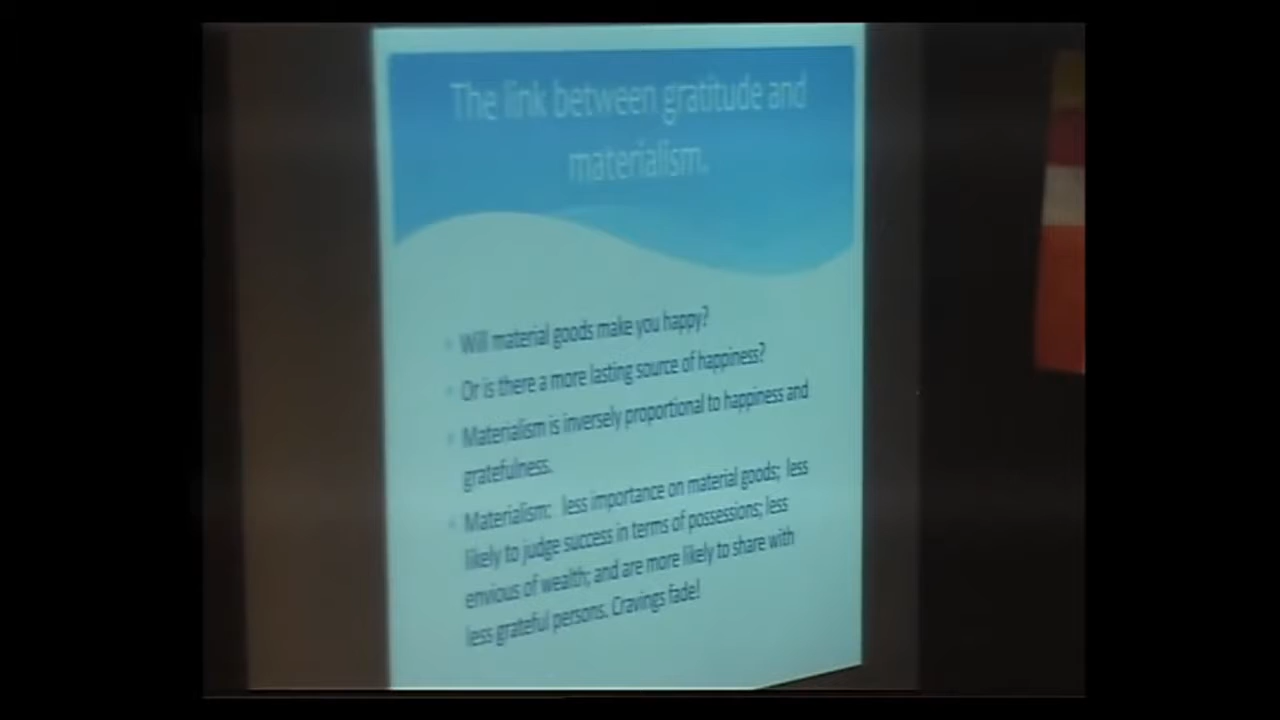 The link between gratitude and
materialism.
Will material goods make you happy?
Or is there a more lasting source of happiness?
Materialism is inversely proportional to happiness and
gratefulness.
Materialism: less importance on material goods; less
likely to judge success in terms of possessions; less
envious of wealth; and are more likely to share with
less grateful persons. Cravings fade!